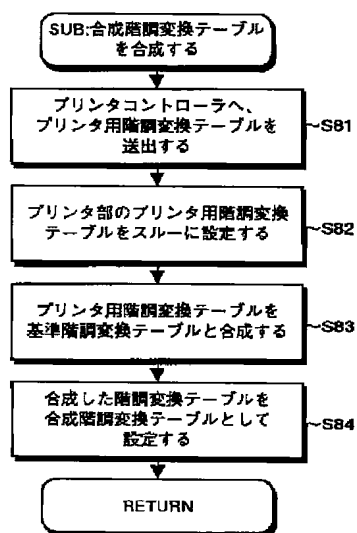 SUB:合成階調変換テーブル
を合成する
プリンタコントローラへ、
プリンタ用階調変換テーブルを
送出する
~S81
プリンタ部のプリンタ用階調変換
テーブルをスルーに設定する
~S82
プリンタ用階調変換テーブルを
基準階調変換テーブルと合成する
~S83
合成した階調変換テーブルを
合成階調変換テーブルとして
設定する
~S84
RETURN